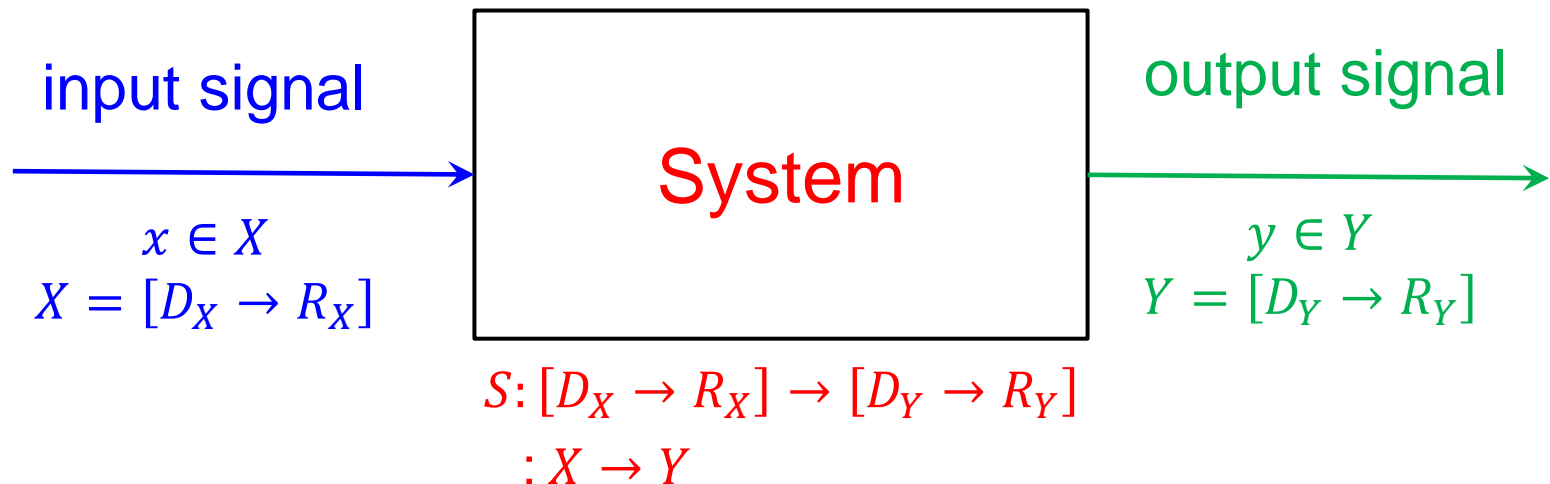 input signal
x ∈ X
X = [D_X → R_X]
System
S: [D_X → R_X] → [D_Y → R_Y]
: X → Y
output signal
y ∈ Y
Y = [D_Y → R_Y]